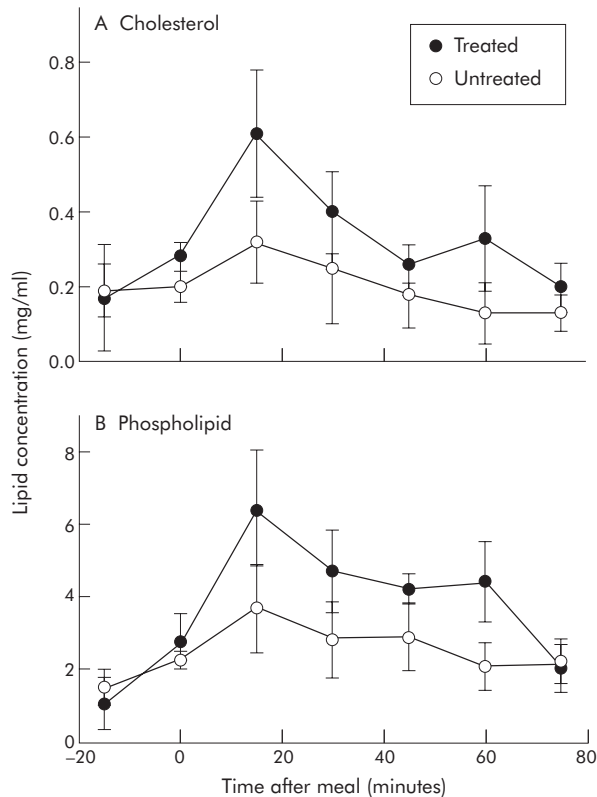 A Cholesterol
Treated
Untreated
0.8
0.6
0.4
0.2
0.0
Lipid concentration (mg/ml)
B Phospholipid
8
6
4
2
0
–20 0 20 40 60 80
Time after meal (minutes)